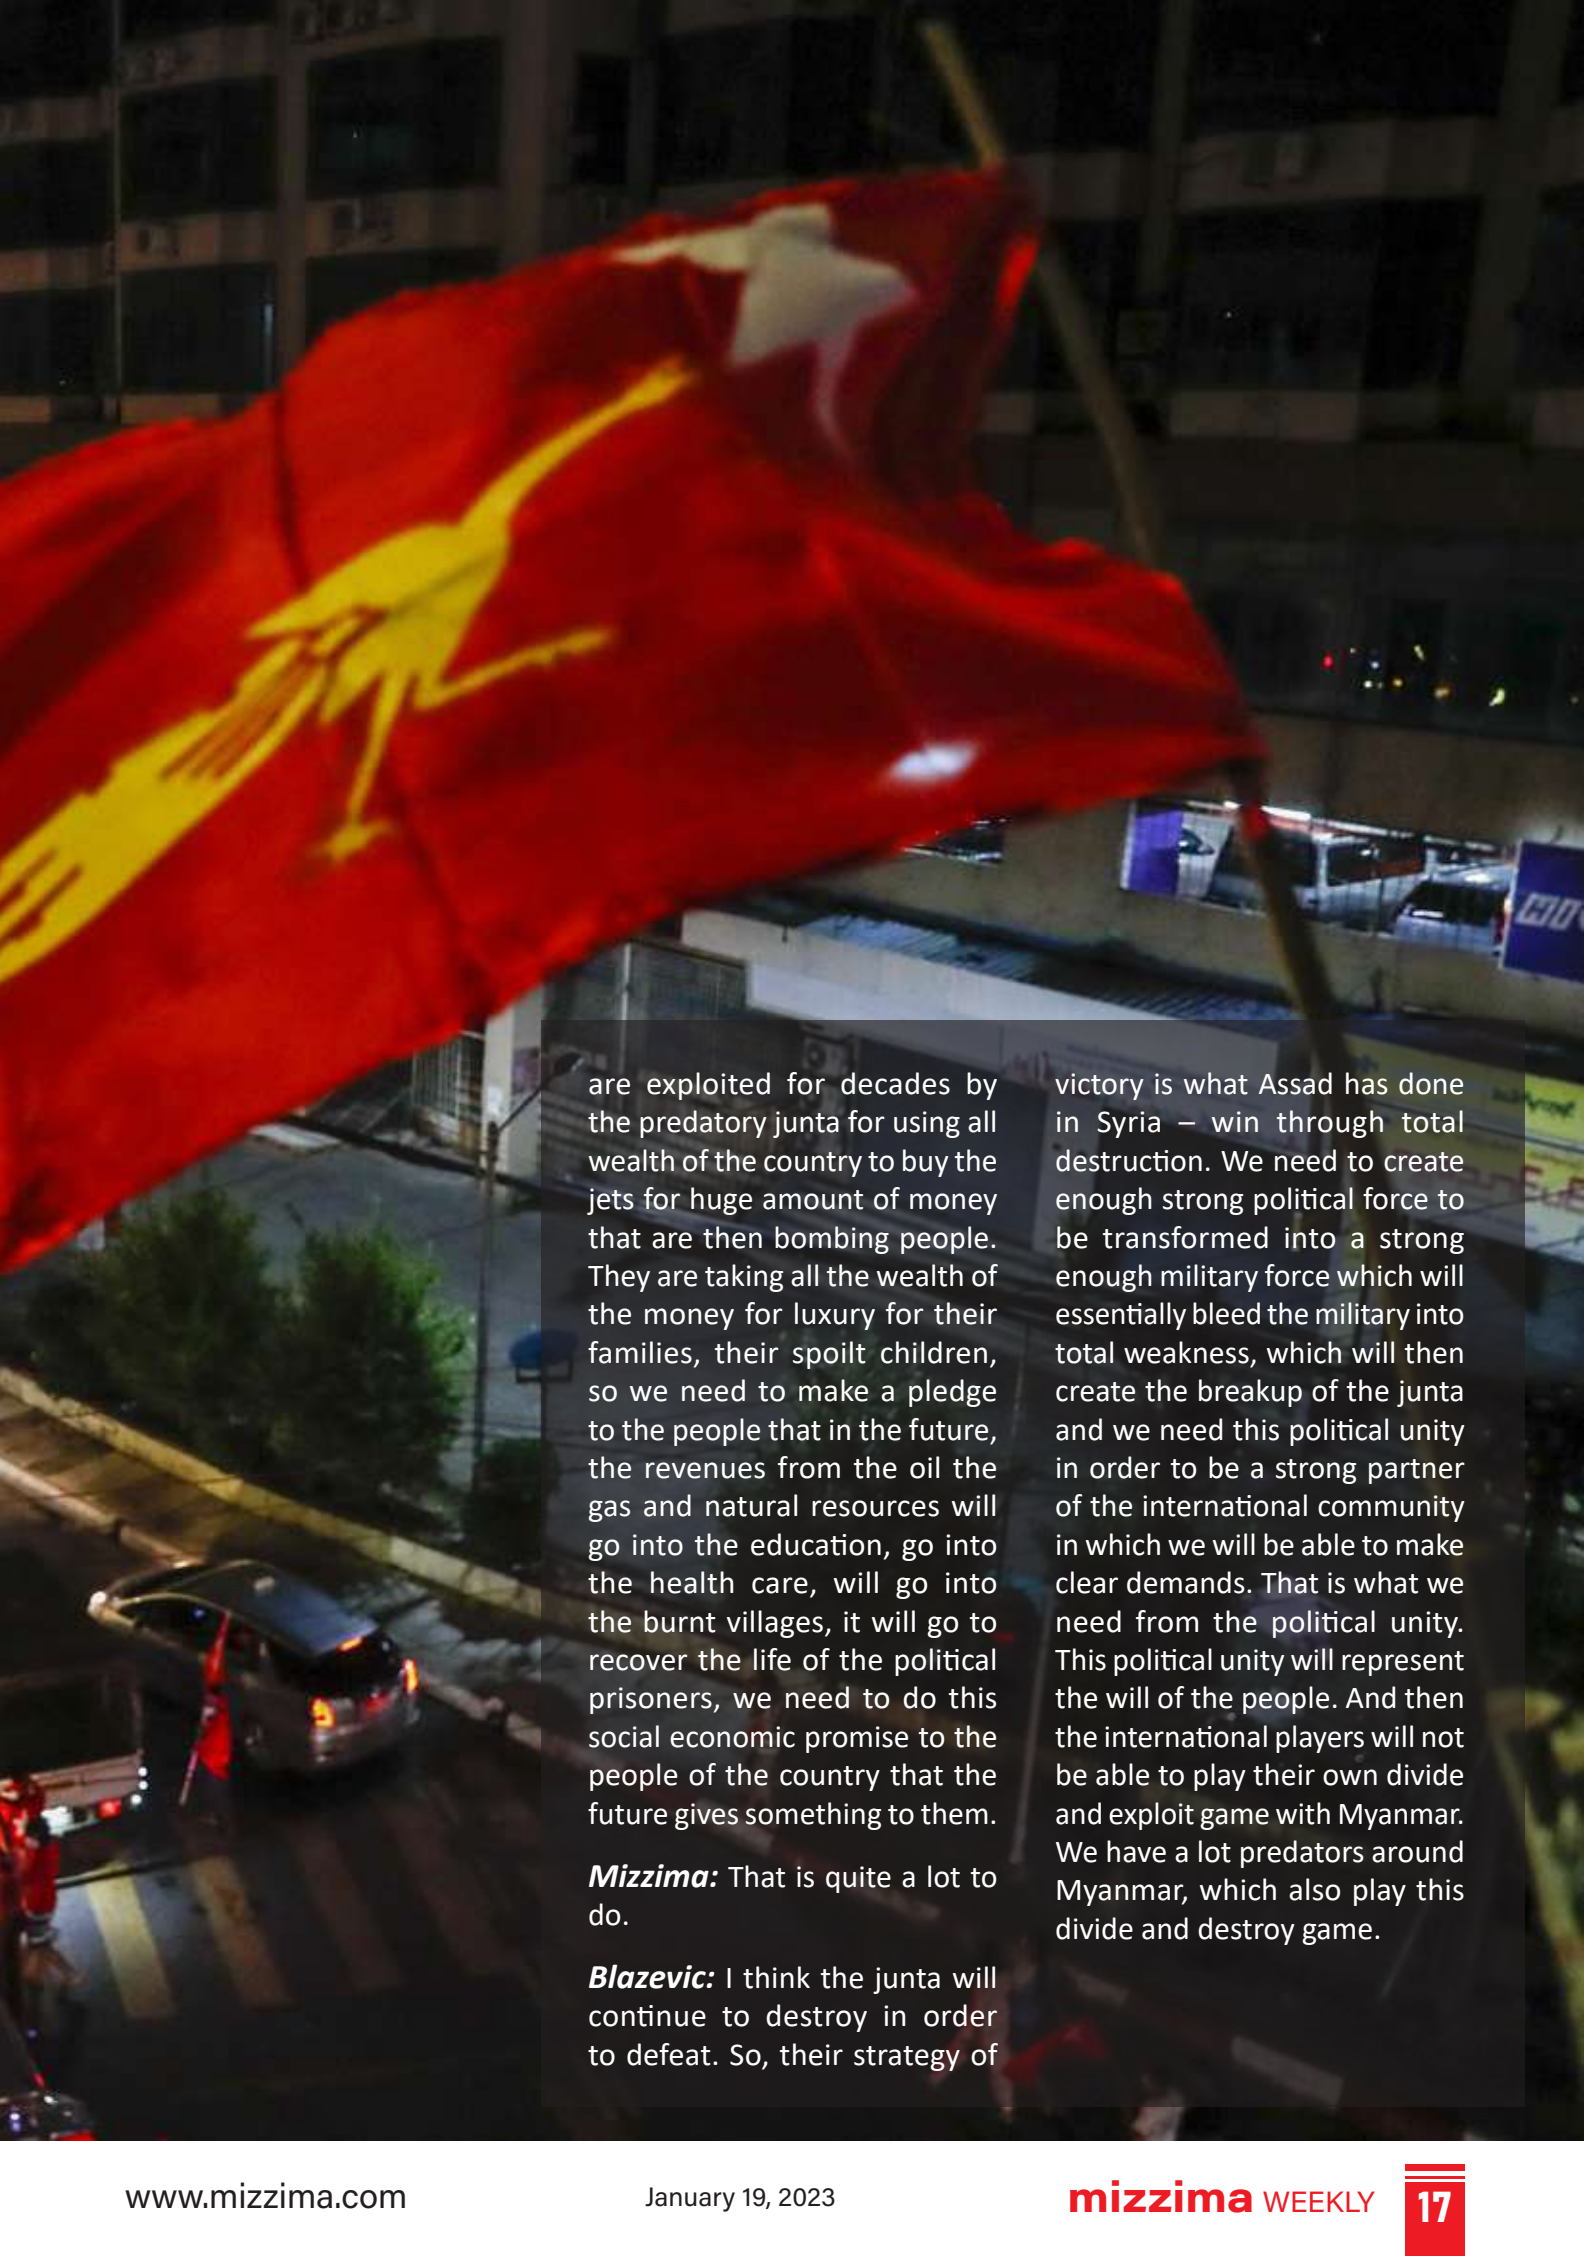 are exploited for decades by
the predatory junta for using all
wealth of the country to buy the
jets for huge amount of money
that are then bombing people.
They are taking all the wealth of
the money for luxury for their
families, their spoilt children,
so we need to make a pledge
to the people that in the future,
the revenues from the oil the
gas and natural resources will
go into the education, go into
the health care, will go into
the burnt villages, it will go to
recover the life of the political
prisoners, we need to do this
social economic promise to the
people of the country that the
future gives something to them.
Mizzima: That is quite a lot to
do.
Blazevic: I think the junta will
continue to destroy in order
to defeat. So, their strategy of
victory is what Assad has done
in Syria – win through total
destruction. We need to create
enough strong political force to
be transformed into a strong
enough military force which will
essentially bleed the military into
total weakness, which will then
create the breakup of the junta
and we need this political unity
in order to be a strong partner
of the international community
in which we will be able to make
clear demands. That is what we
need from the political unity.
This political unity will represent
the will of the people. And then
the international players will not
be able to play their own divide
and exploit game with Myanmar.
We have a lot predators around
Myanmar, which also play this
divide and destroy game.
www.mizzima.com
January 19, 2023
mizzima WEEKLY
17